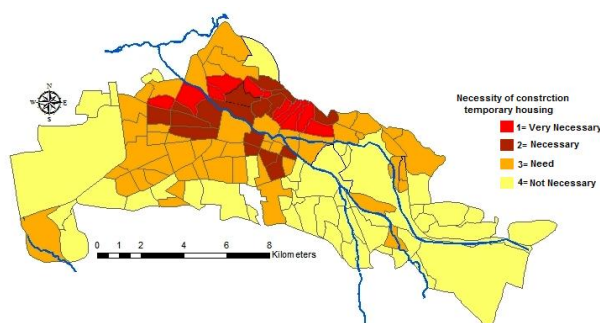 N
W E
S
Necessity of constrction
temporary housing
1= Very Necessary
2= Necessary
3= Need
4= Not Necessary
0 1 2 4 6 8
Kilometers